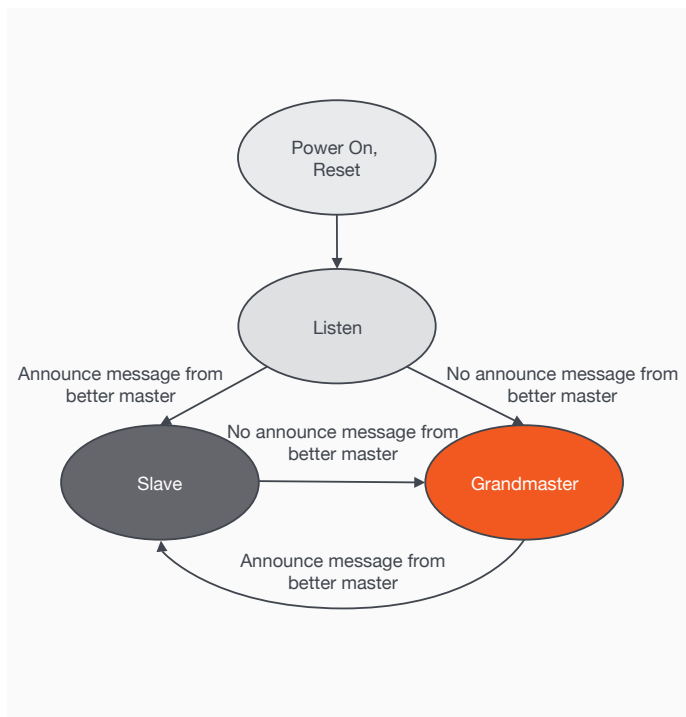 Power On,
Reset
Listen
Announce message from
better master
No announce message from
better master
No announce message from
better master
Slave
Grandmaster
Announce message from
better master